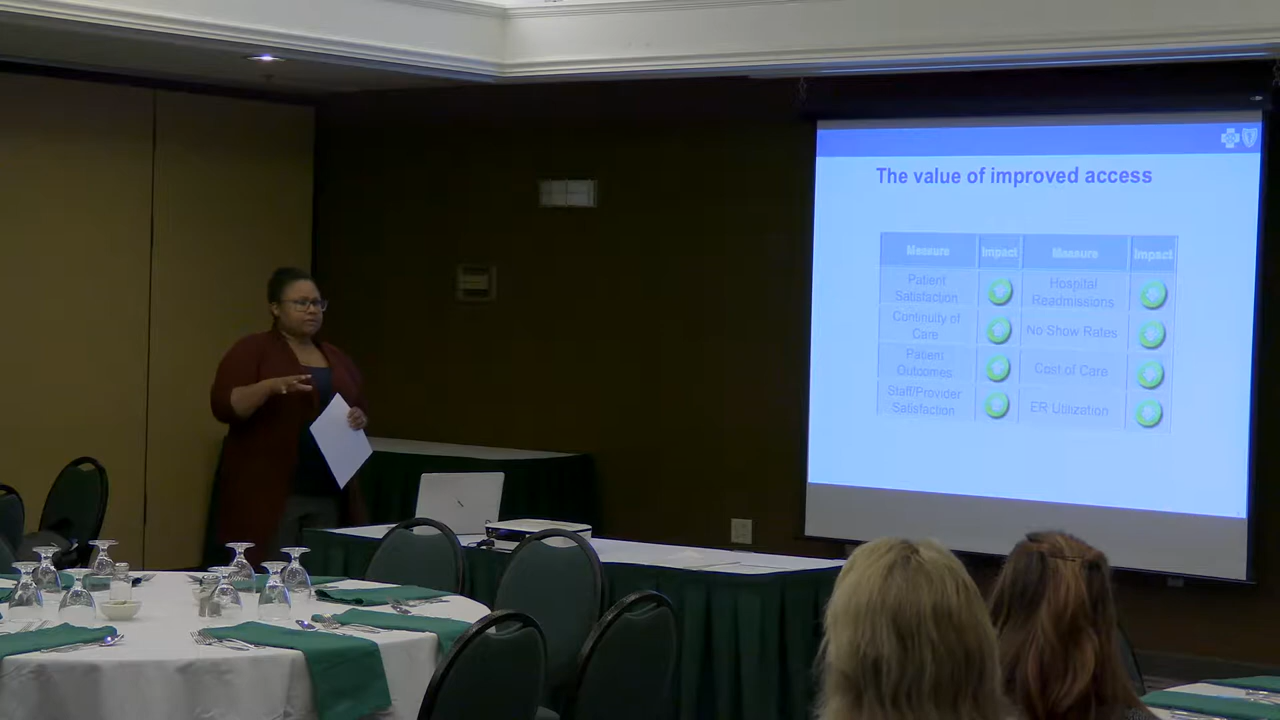 The value of improved access
Measure Impact Measure Impact
Patient
Satisfaction
Hospital
Readmissions
Continuity of
Care
No Show Rates
Patient
Outcomes
Cost of Care
Staff/Provider
Satisfaction
ER Utilization